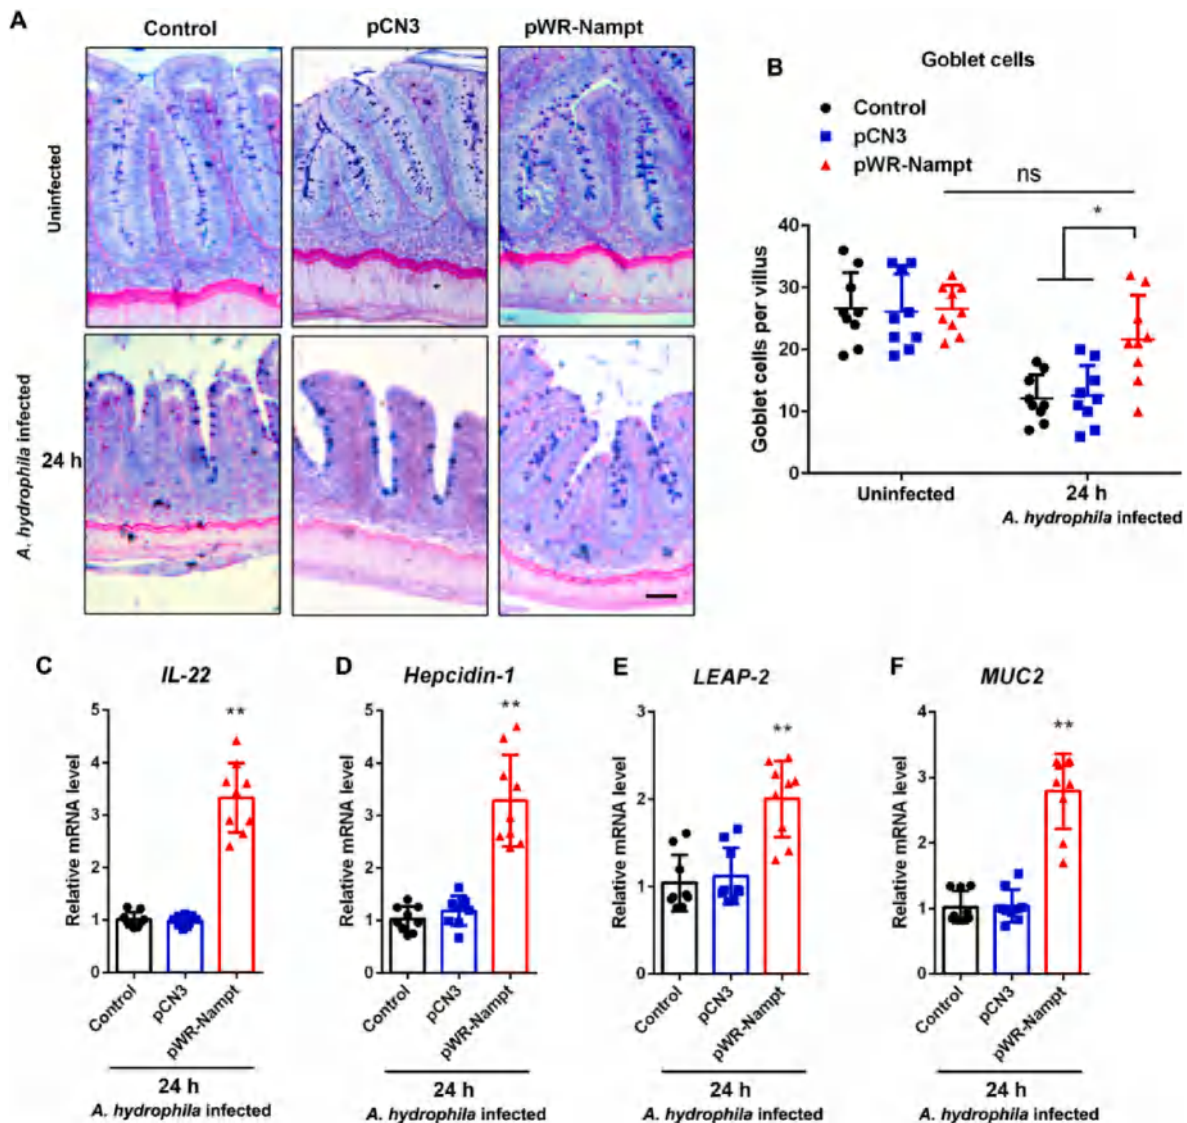 A
Control
pCN3
pWR-Nampt
Uninfected
24 h
A. hydrophila infected
B
Goblet cells
Control
pCN3
pWR-Nampt
ns
*
Goblet cells per villus
40
30
20
10
0
Uninfected
24 h
A. hydrophila infected
C
IL-22
**
Relative mRNA level
5
4
3
2
1
0
Control
pCN3
pWR-Nampt
24 h
A. hydrophila infected
D
Hepcidin-1
**
Relative mRNA level
5
4
3
2
1
0
Control
pCN3
pWR-Nampt
24 h
A. hydrophila infected
E
LEAP-2
**
Relative mRNA level
3
2
1
0
Control
pCN3
pWR-Nampt
24 h
A. hydrophila infected
F
MUC2
**
Relative mRNA level
4
3
2
1
0
Control
pCN3
pWR-Nampt
24 h
A. hydrophila infected